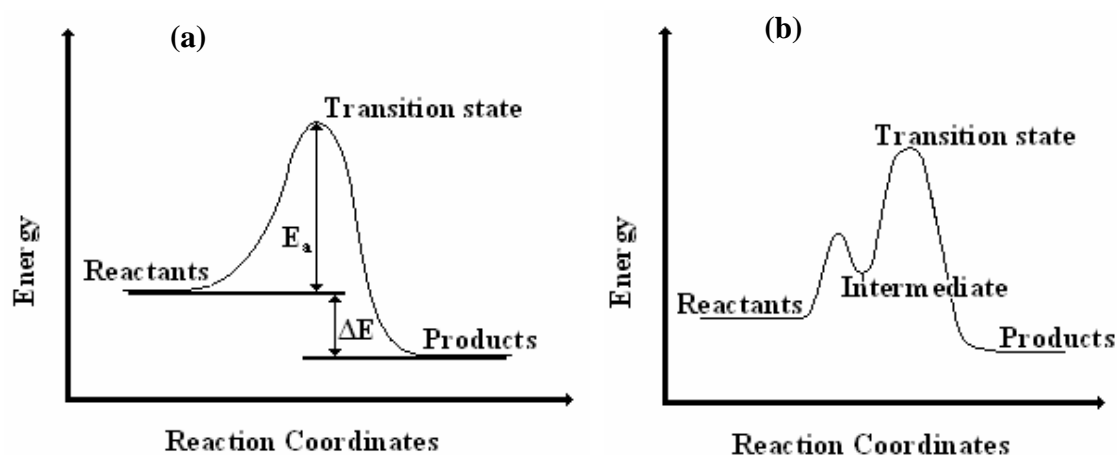 (a)
Transition state
Eₐ
Reactants
ΔE
Products
Energy
Reaction Coordinates
(b)
Transition state
Intermediate
Reactants
Products
Energy
Reaction Coordinates